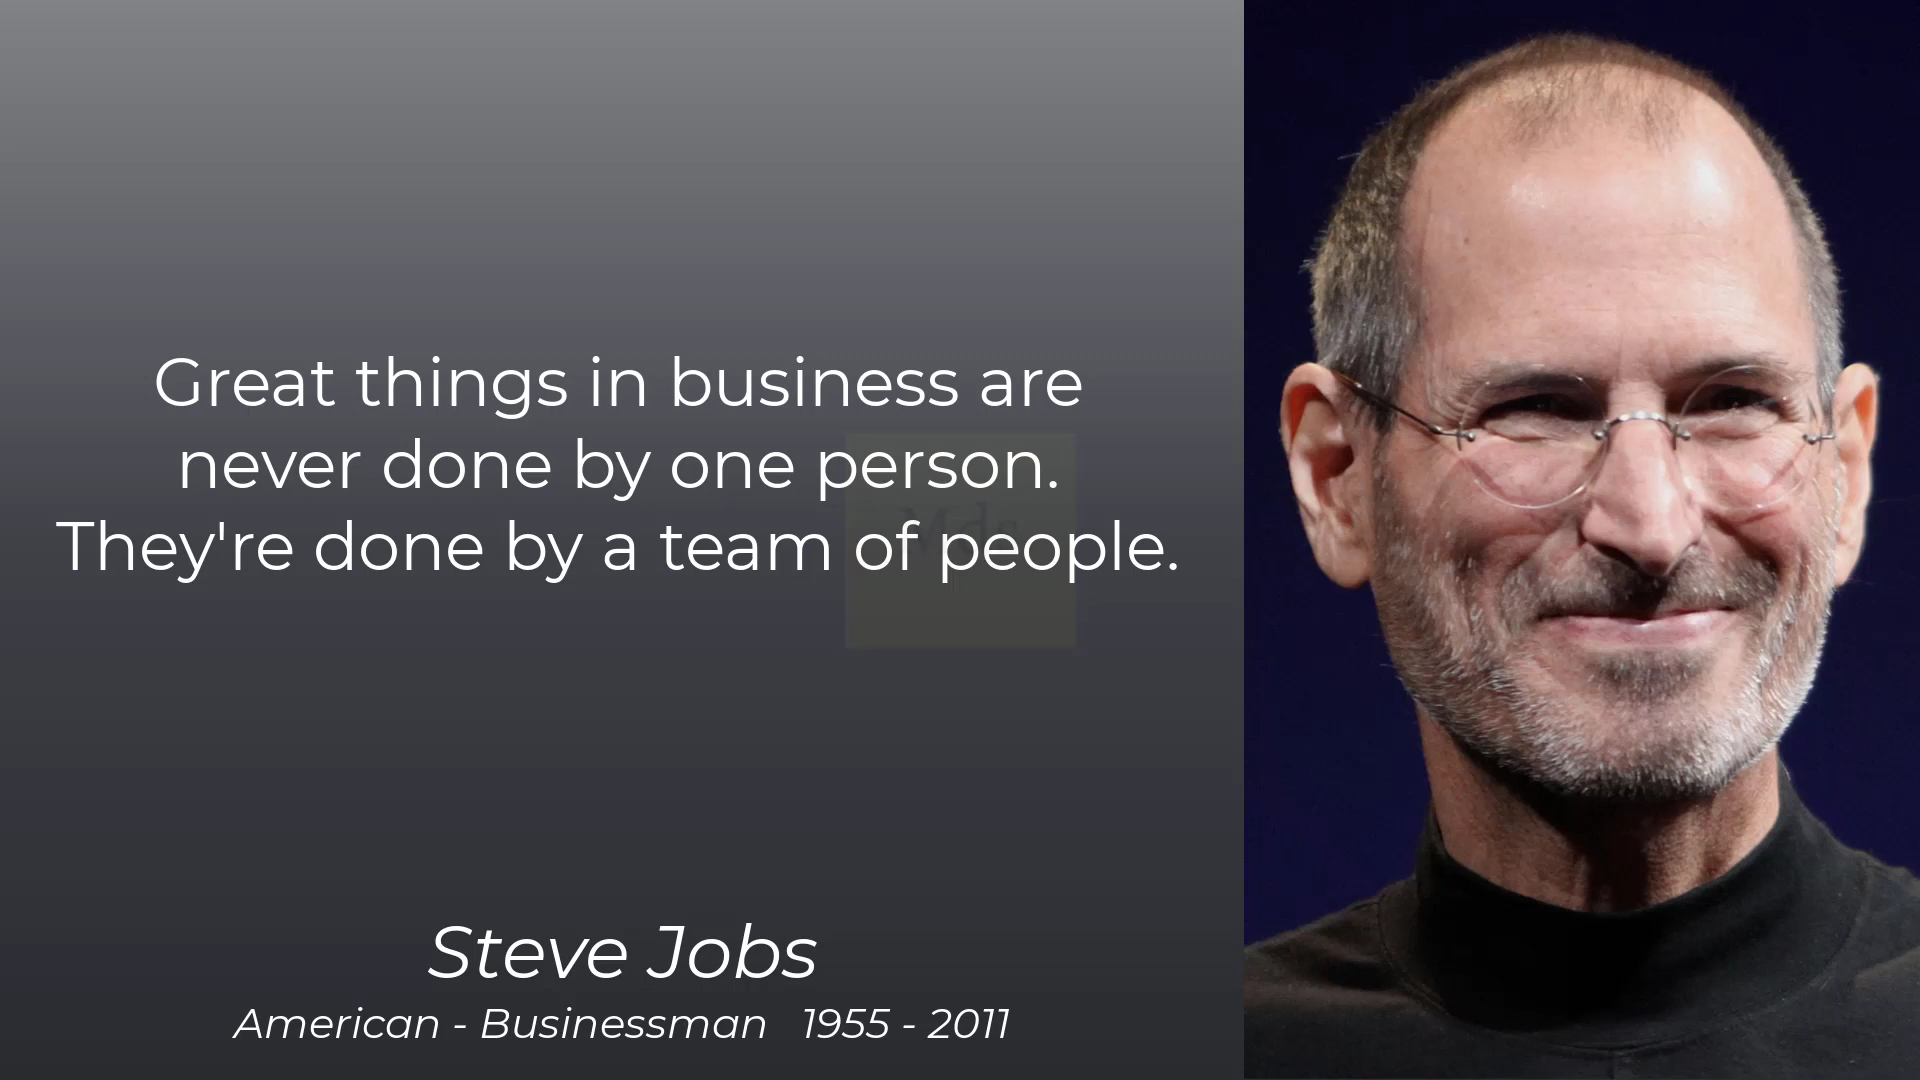 Great things in business are
never done by one person.
They're done by a team of people.
Steve Jobs
American - Businessman 1955 - 2011